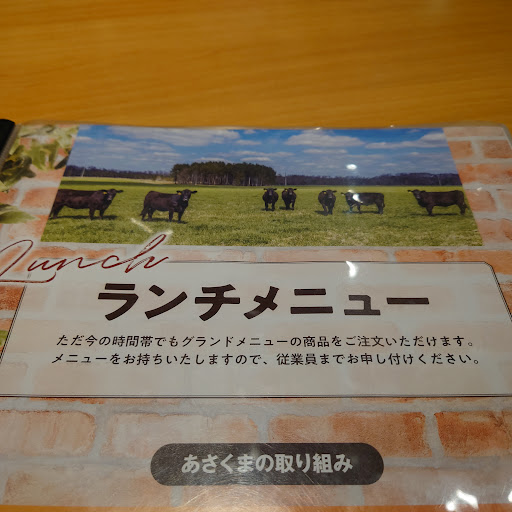 Lunch
ランチメニュー
ただ今の時間帯でもグランドメニューの商品をご注文いただけます。
メニューをお持ちいたしますので、従業員までお申し付けください。
あさくまの取り組み